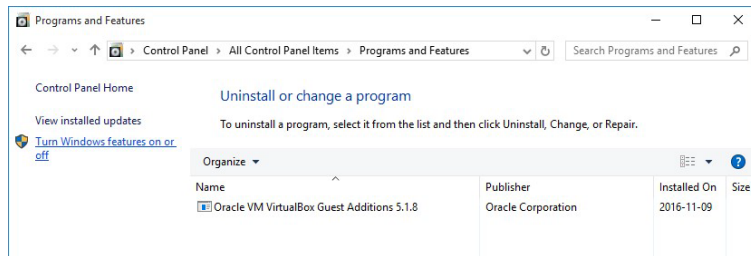 Programs and Features
Control Panel > All Control Panel Items > Programs and Features
Search Programs and Features
Control Panel Home
View installed updates
Turn Windows features on or
off
Uninstall or change a program
To uninstall a program, select it from the list and then click Uninstall, Change, or Repair.
Organize
Name Publisher Installed On Size
Oracle VM VirtualBox Guest Additions 5.1.8 Oracle Corporation 2016-11-09